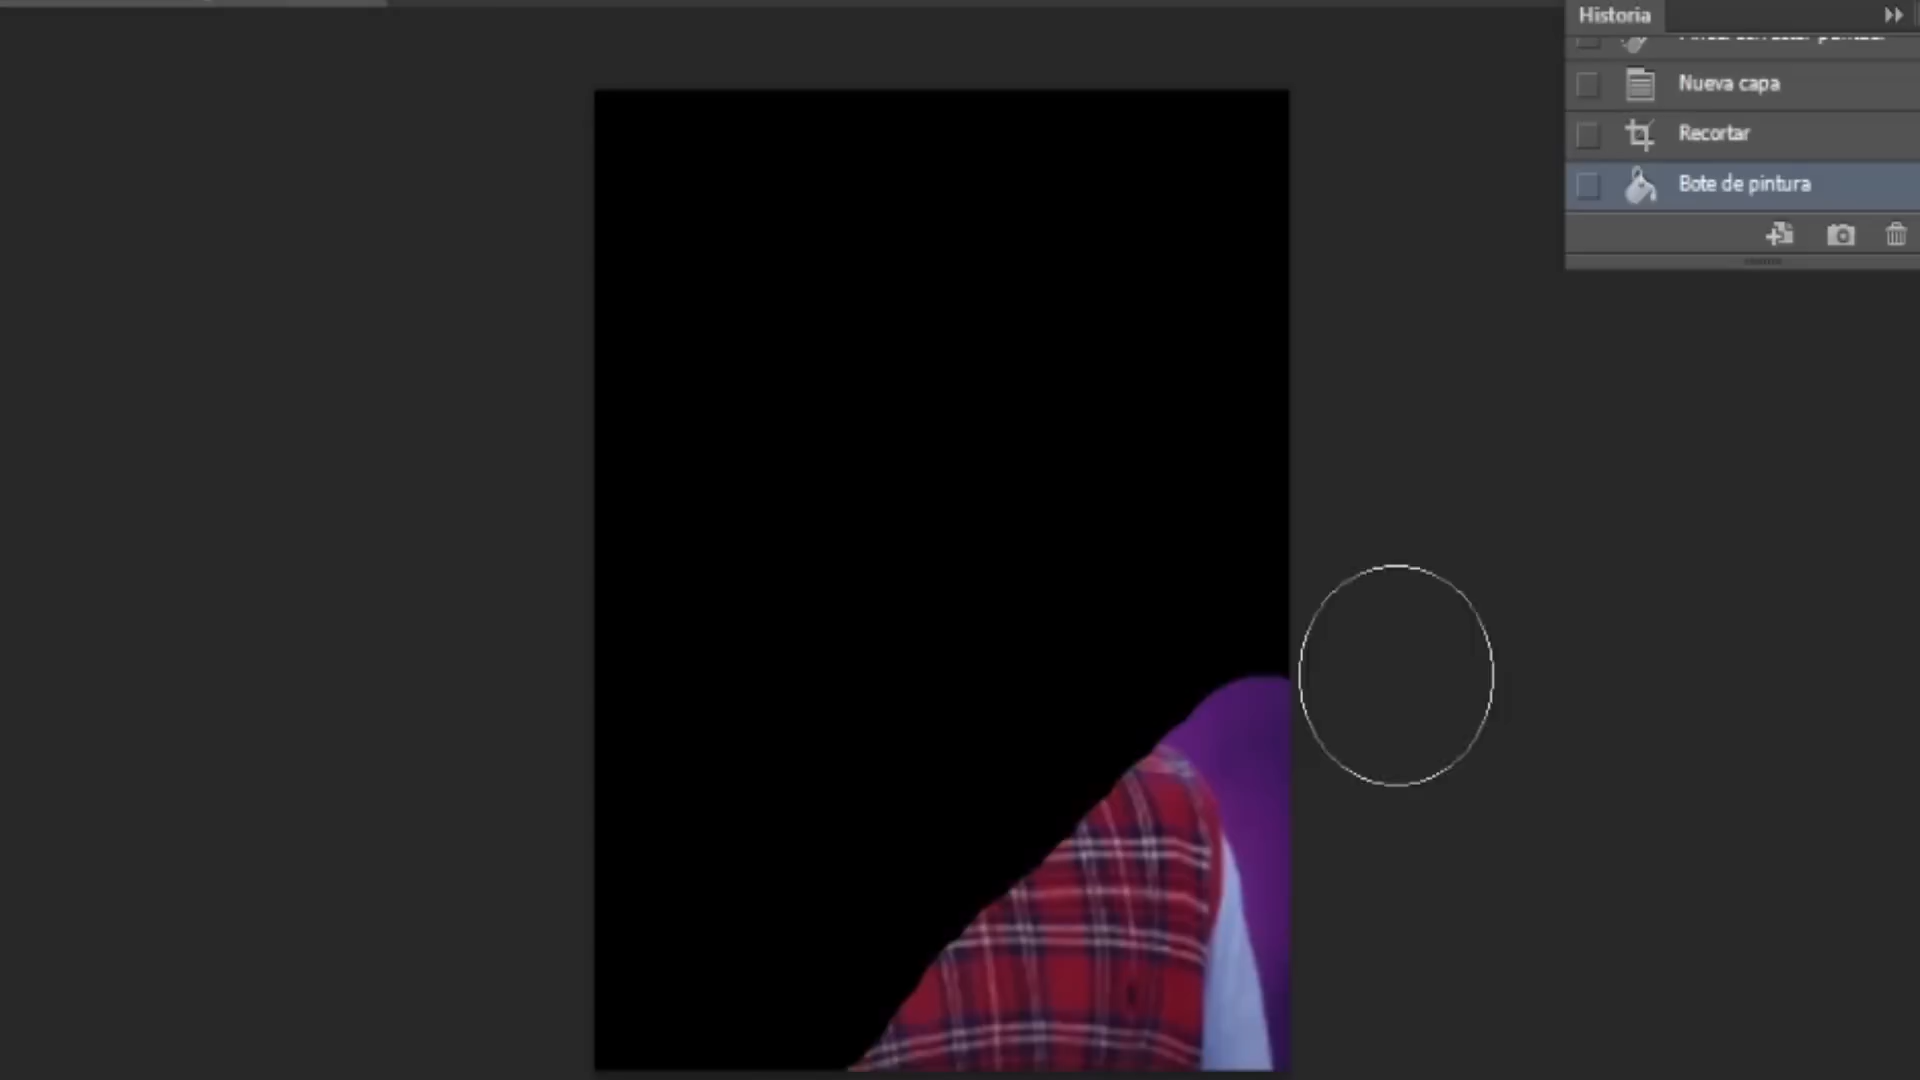 Historia
Nueva capa
Recortar
Bote de pintura